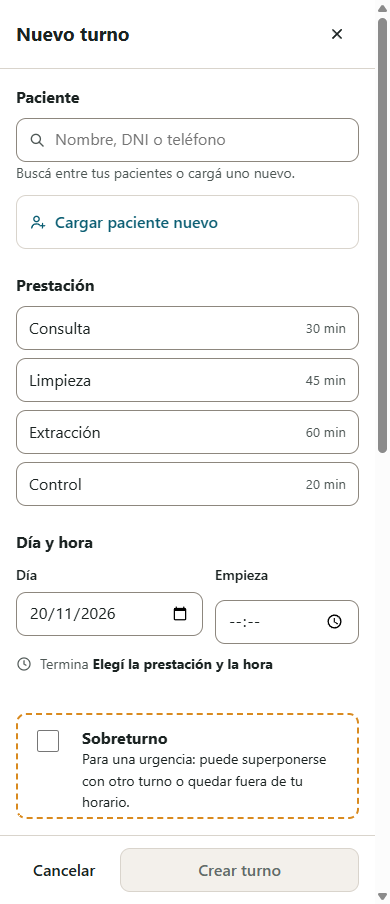 Nuevo turno
Paciente
Nombre, DNI o teléfono
Buscá entre tus pacientes o cargá uno nuevo.
Cargar paciente nuevo
Prestación
Consulta 30 min
Limpieza 45 min
Extracción 60 min
Control 20 min
Día y hora
Día Empieza
20/11/2026 --:--
Termina Elegí la prestación y la hora
Sobreturno
Para una urgencia: puede superponerse
con otro turno o quedar fuera de tu
horario.
Cancelar Crear turno